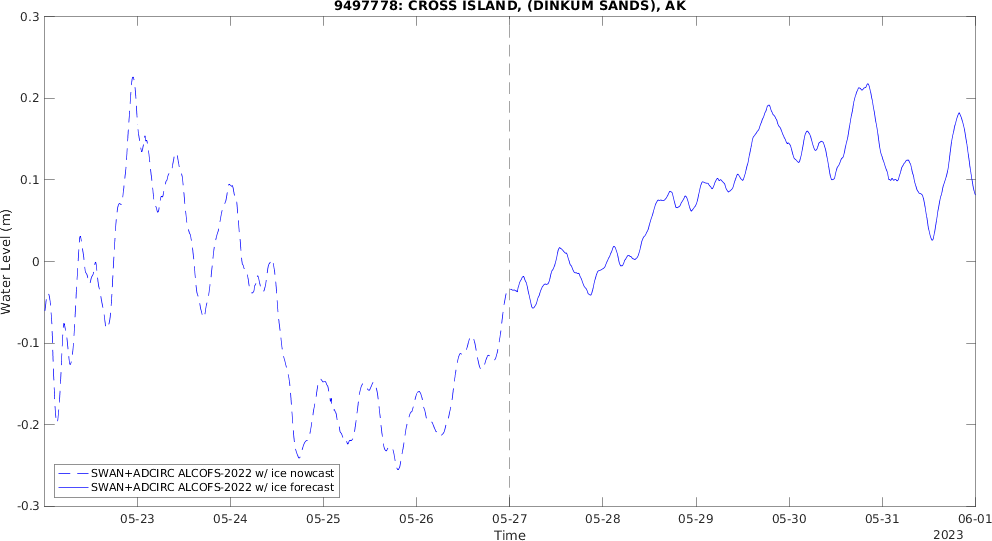 9497778: CROSS ISLAND, (DINKUM SANDS), AK
0.3
0.2
0.1
0
-0.1
-0.2
-0.3
Water Level (m)
SWAN+ADCIRC ALCOFS-2022 w/ ice nowcast
SWAN+ADCIRC ALCOFS-2022 w/ ice forecast
05-23 05-24 05-25 05-26 05-27 05-28 05-29 05-30 05-31 06-01
Time
2023